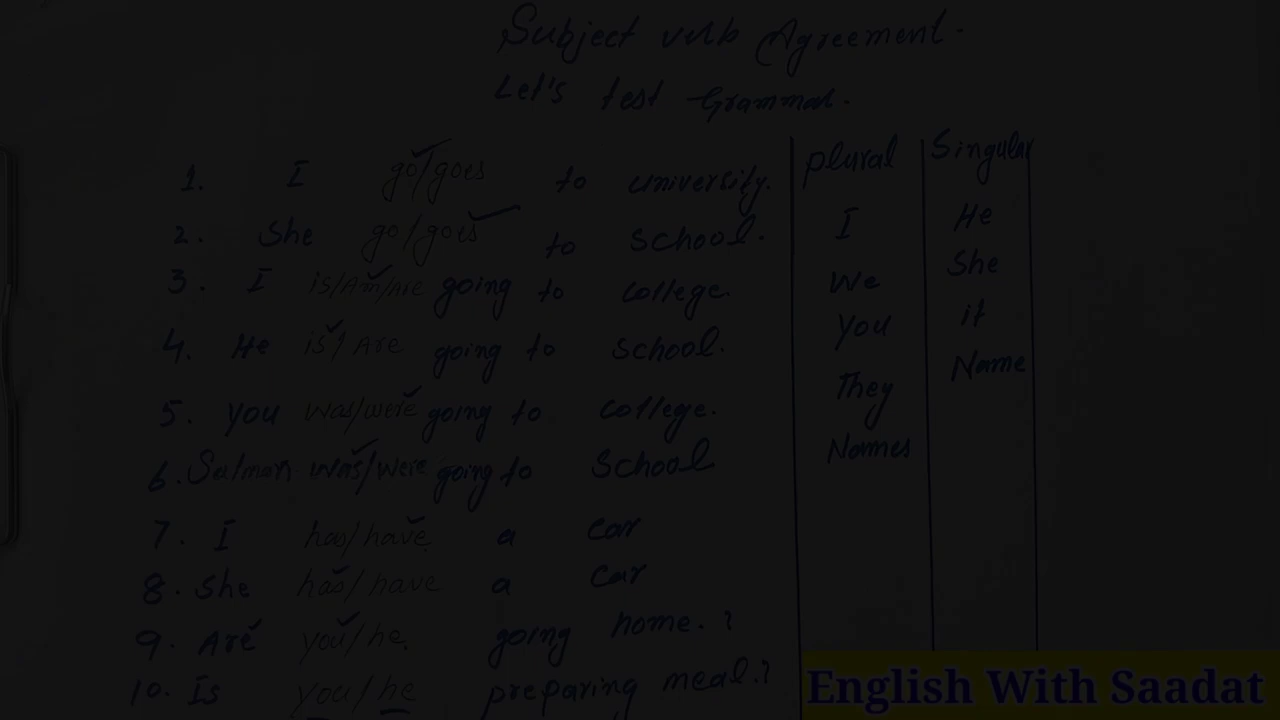 Subject verb Agreement.
Let's test Grammar.
1. I go/goes to university.
2. She go/goes to school.
3. I is/Am/Are going to college.
4. He is/Are going to school.
5. you was/were going to college.
6. Salman was/were going to School
7. I has/have a car
8. She has/have a car
9. Are you/he going home.?
10. Is you/he preparing meal.?
plural
I
We
you
They
Names
Singular
He
She
it
Name
English With Saadat